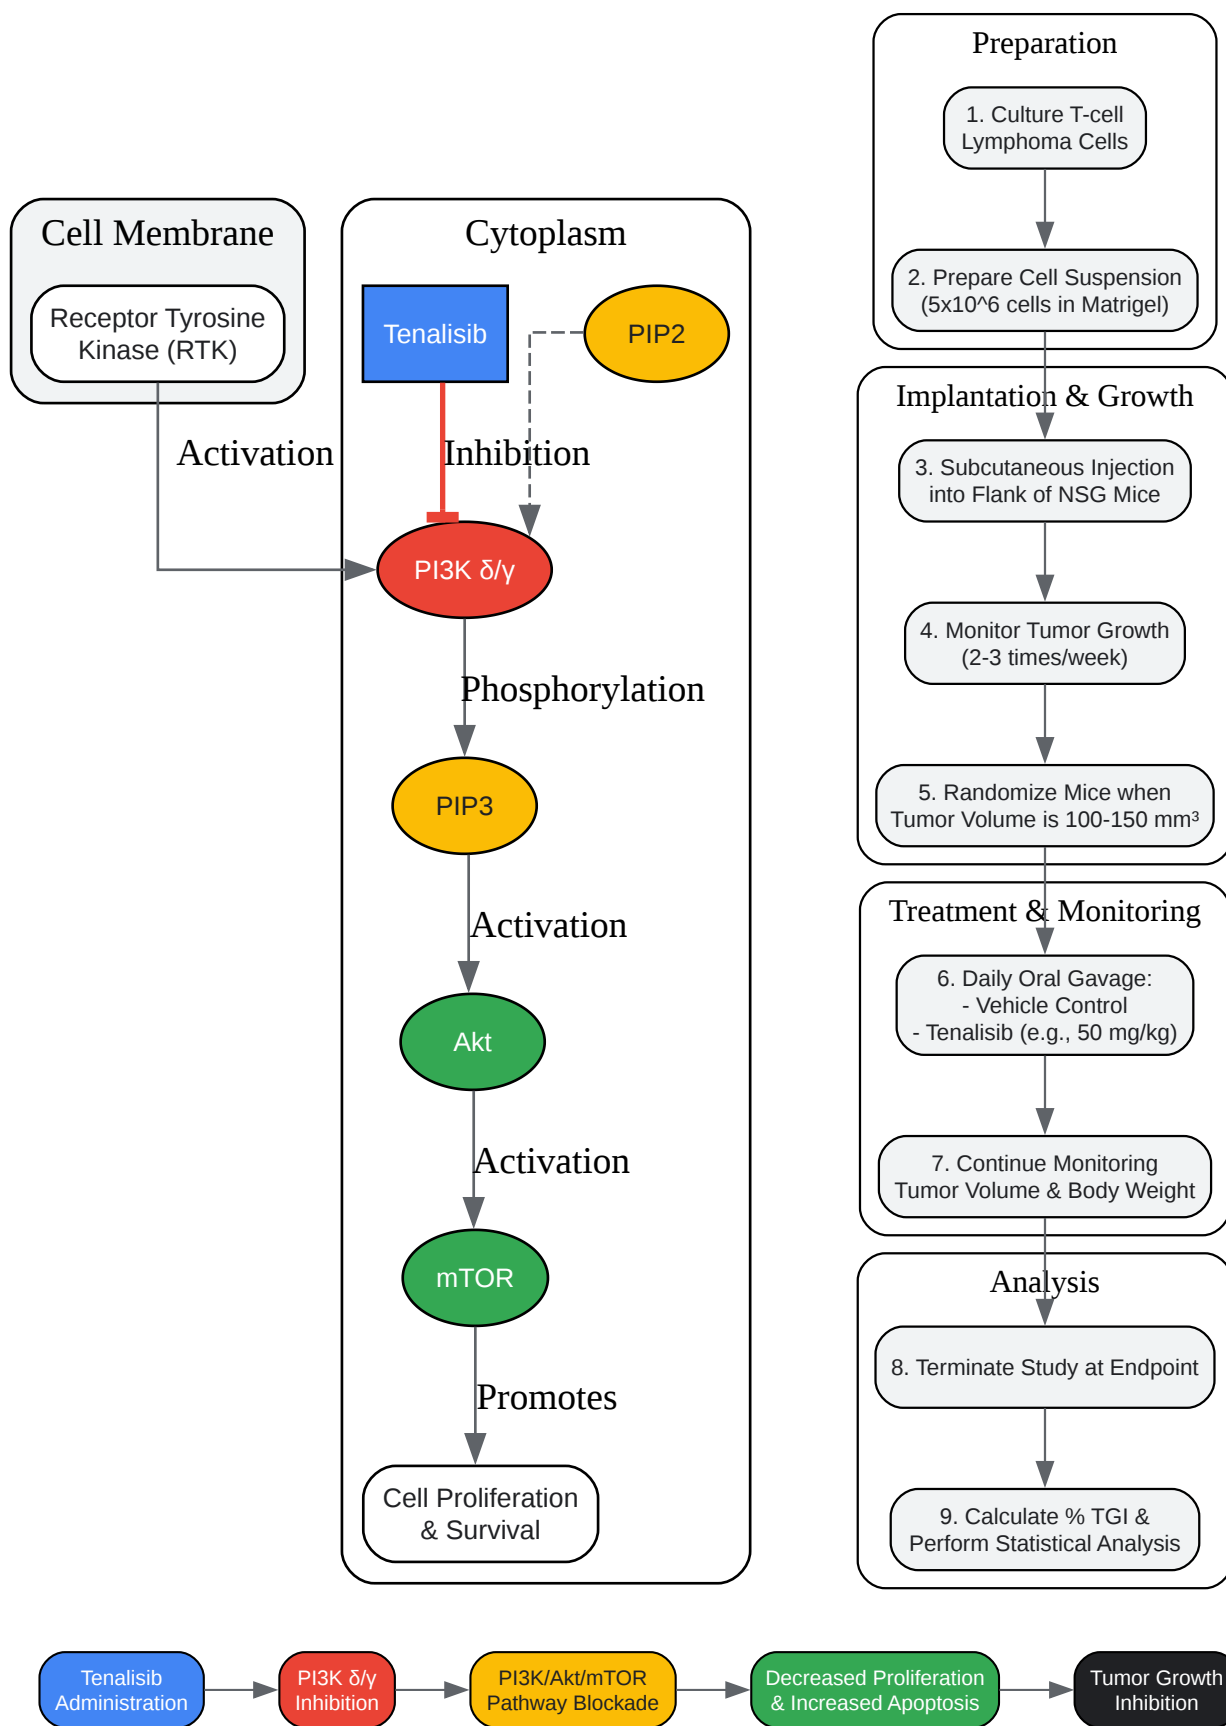 Cell Membrane
Receptor Tyrosine
Kinase (RTK)
Activation
Cytoplasm
Tenalisib
PIP2
Inhibition
PI3K δ/γ
Phosphorylation
PIP3
Activation
Akt
Activation
mTOR
Promotes
Cell Proliferation
& Survival
Preparation
1. Culture T-cell
Lymphoma Cells
2. Prepare Cell Suspension
(5x10^6 cells in Matrigel)
Implantation & Growth
3. Subcutaneous Injection
into Flank of NSG Mice
4. Monitor Tumor Growth
(2-3 times/week)
5. Randomize Mice when
Tumor Volume is 100-150 mm³
Treatment & Monitoring
6. Daily Oral Gavage:
- Vehicle Control
- Tenalisib (e.g., 50 mg/kg)
7. Continue Monitoring
Tumor Volume & Body Weight
Analysis
8. Terminate Study at Endpoint
9. Calculate % TGI &
Perform Statistical Analysis
Tenalisib
Administration
PI3K δ/γ
Inhibition
PI3K/Akt/mTOR
Pathway Blockade
Decreased Proliferation
& Increased Apoptosis
Tumor Growth
Inhibition